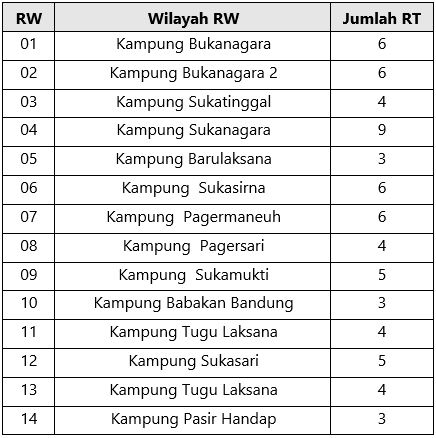 RW Wilayah RW Jumlah RT
01 Kampung Bukanagara 6
02 Kampung Bukanagara 2 6
03 Kampung Sukatinggal 4
04 Kampung Sukanagara 9
05 Kampung Barulaksana 3
06 Kampung Sukasirna 6
07 Kampung Pagermaneuh 6
08 Kampung Pagersari 4
09 Kampung Sukamukti 5
10 Kampung Babakan Bandung 3
11 Kampung Tugu Laksana 4
12 Kampung Sukasari 5
13 Kampung Tugu Laksana 4
14 Kampung Pasir Handap 3